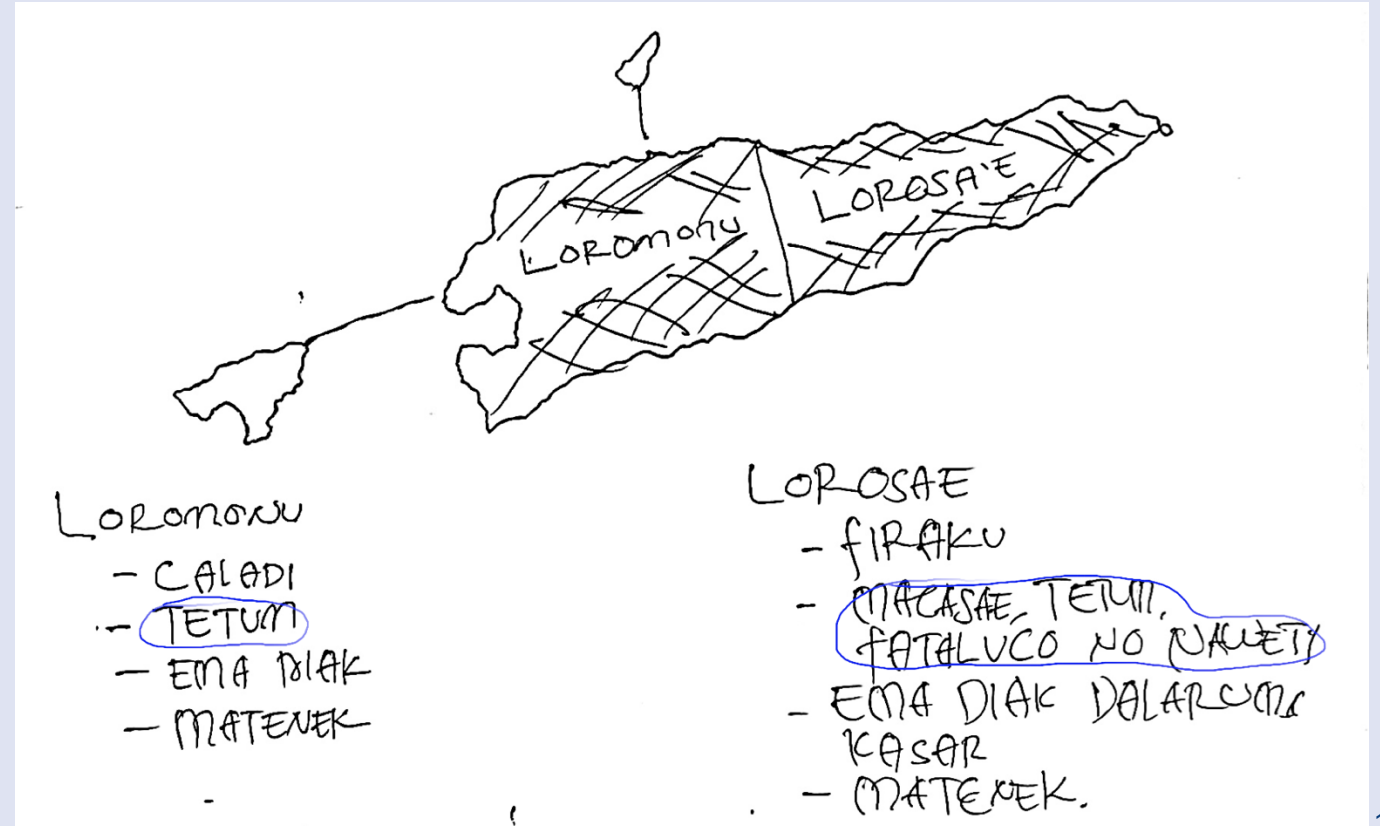 LOROSA'E
LOROMONU
LOROMONU
- CALADI
- TETUM
- EMA DIAK
- MATENEK
LOROSAE
- FIRAKU
- MACASAE, TETUM,
FATALUCO NO NAUETY
- EMA DIAK DALARUMA
KASAR
- MATENEK.